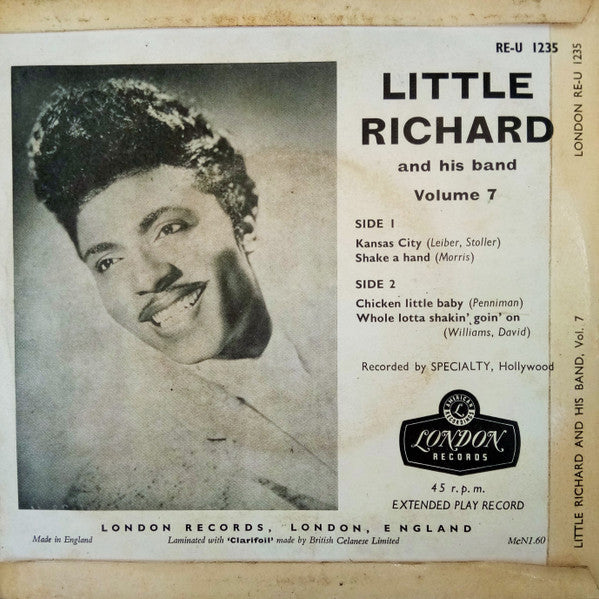 RE-U 1235
LITTLE
RICHARD
and his band
Volume 7
SIDE 1
Kansas City (Leiber, Stoller)
Shake a hand (Morris)
SIDE 2
Chicken little baby (Penniman)
Whole lotta shakin' goin' on
(Williams, David)
Recorded by SPECIALTY, Hollywood
AMERICAN
L
RECORDINGS
LONDON
RECORDS
45 r.p.m.
EXTENDED PLAY RECORD
LONDON RECORDS, LONDON, ENGLAND
Made in England
Laminated with 'Clarifoil' made by British Celanese Limited
McN1.60
LONDON RE-U 1235
LITTLE RICHARD AND HIS BAND, Vol. 7